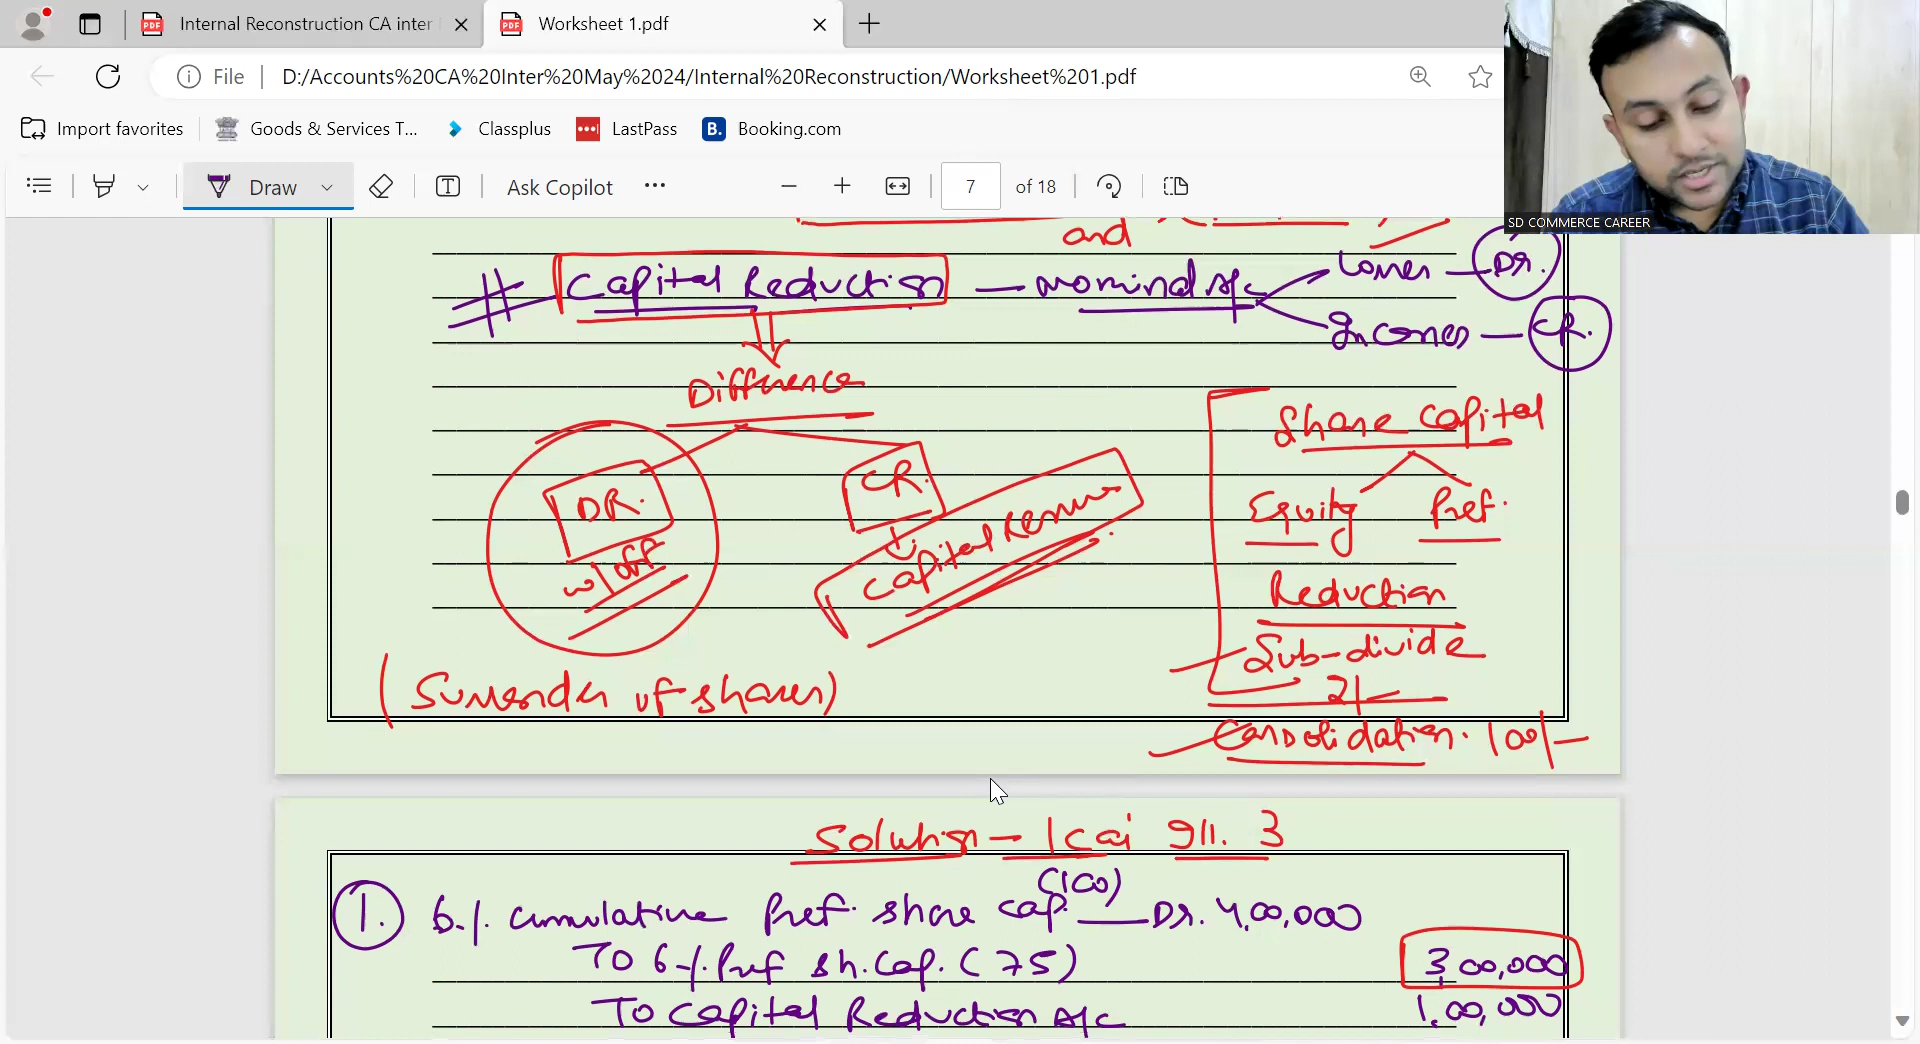 Internal Reconstruction CA inter
Worksheet 1.pdf
File
D:/Accounts%20CA%20Inter%20May%2024/Internal%20Reconstruction/Worksheet%201.pdf
Import favorites
Goods & Services T...
Classplus
LastPass
B. Booking.com
Draw
Ask Copilot
7 of 18
SD COMMERCE CAREER
and
# Capital Reduction — Nominal A/c
Losses — Dr.
Incomes — CR.
Difference
DR.
w/off
CR.
Capital Reserve
Share Capital
Equity
Pref.
Reduction
Sub-divide
2/-
Consolidation. 100/-
(Surrender of shares)
Solution - Icai ill. 3
(100)
1. 6% cumulative Pref. share cap. — Dr. 4,00,000
To 6% Pref sh. Cap. (75) 3,00,000
To Capital Reduction A/c 1,00,000